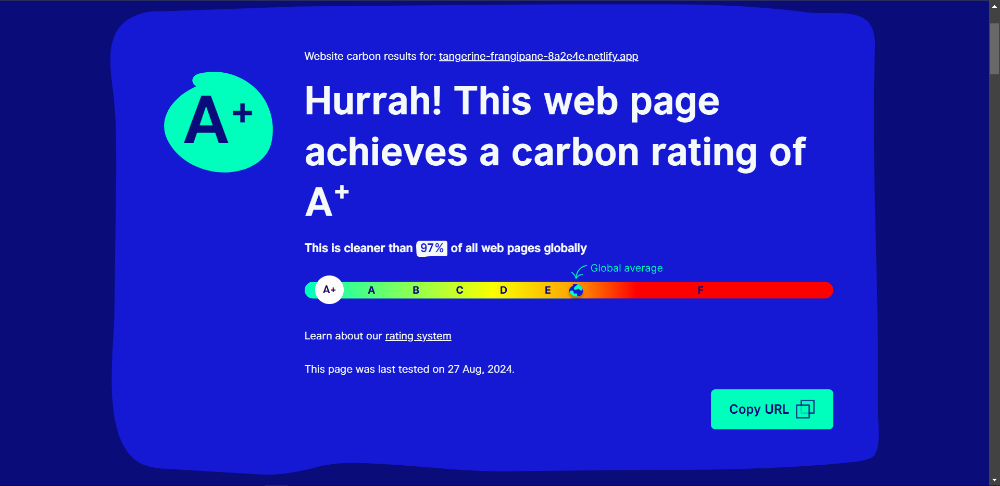 Website carbon results for: tangerine-frangipane-8a2e4e.netlify.app
A+
Hurrah! This web page
achieves a carbon rating of
A+
This is cleaner than 97% of all web pages globally
Global average
A+ A B C D E F
Learn about our rating system
This page was last tested on 27 Aug, 2024.
Copy URL